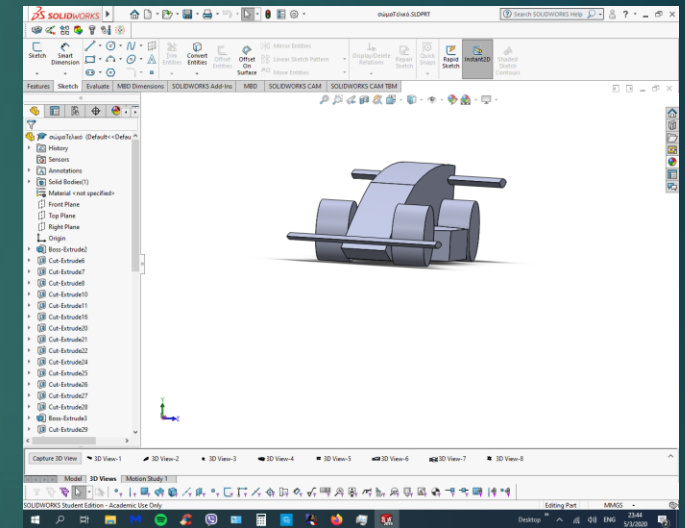 SOLIDWORKS
σώμαΤελικό.SLDPRT
Search SOLIDWORKS Help
Sketch
Smart Dimension
Trim Entities
Convert Entities
Offset Entities
Offset On Surface
Mirror Entities
Linear Sketch Pattern
Move Entities
Display/Delete Relations
Repair Sketch
Quick Snaps
Rapid Sketch
Instant2D
Shaded Sketch Contours
Features Sketch Evaluate MBD Dimensions SOLIDWORKS Add-Ins MBD SOLIDWORKS CAM SOLIDWORKS CAM TBM
σώμαΤελικό (Default<<Defau
History
Sensors
Annotations
Solid Bodies(1)
Material <not specified>
Front Plane
Top Plane
Right Plane
Origin
Boss-Extrude2
Cut-Extrude6
Cut-Extrude7
Cut-Extrude8
Cut-Extrude10
Cut-Extrude11
Cut-Extrude18
Cut-Extrude20
Cut-Extrude21
Cut-Extrude22
Cut-Extrude24
Cut-Extrude25
Cut-Extrude26
Cut-Extrude27
Cut-Extrude28
Boss-Extrude3
Cut-Extrude29
Y
Z
Capture 3D View 3D View-1 3D View-2 3D View-3 3D View-4 3D View-5 3D View-6 3D View-7 3D View-8
Model 3D Views Motion Study 1
SOLIDWORKS Student Edition - Academic Use Only Editing Part MMGS
Desktop ENG 23:44
5/3/2020